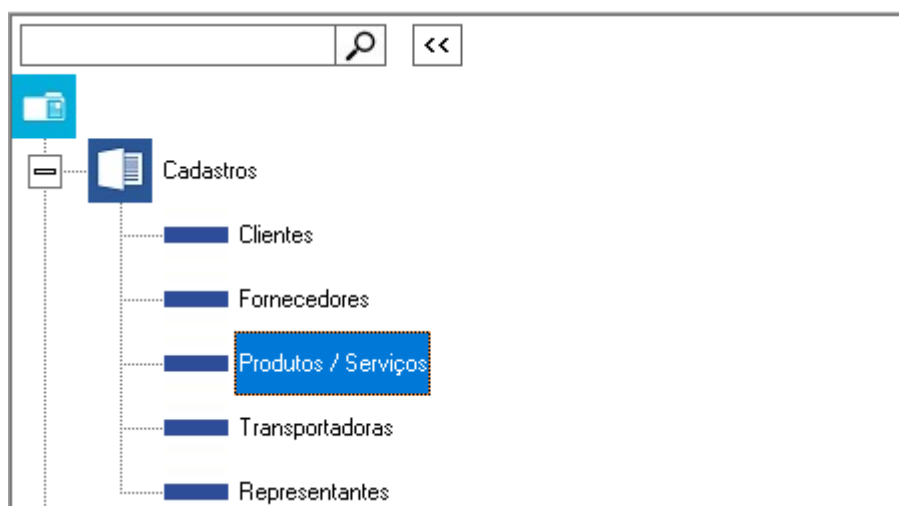 <<
Cadastros
Clientes
Fornecedores
Produtos / Serviços
Transportadoras
Representantes